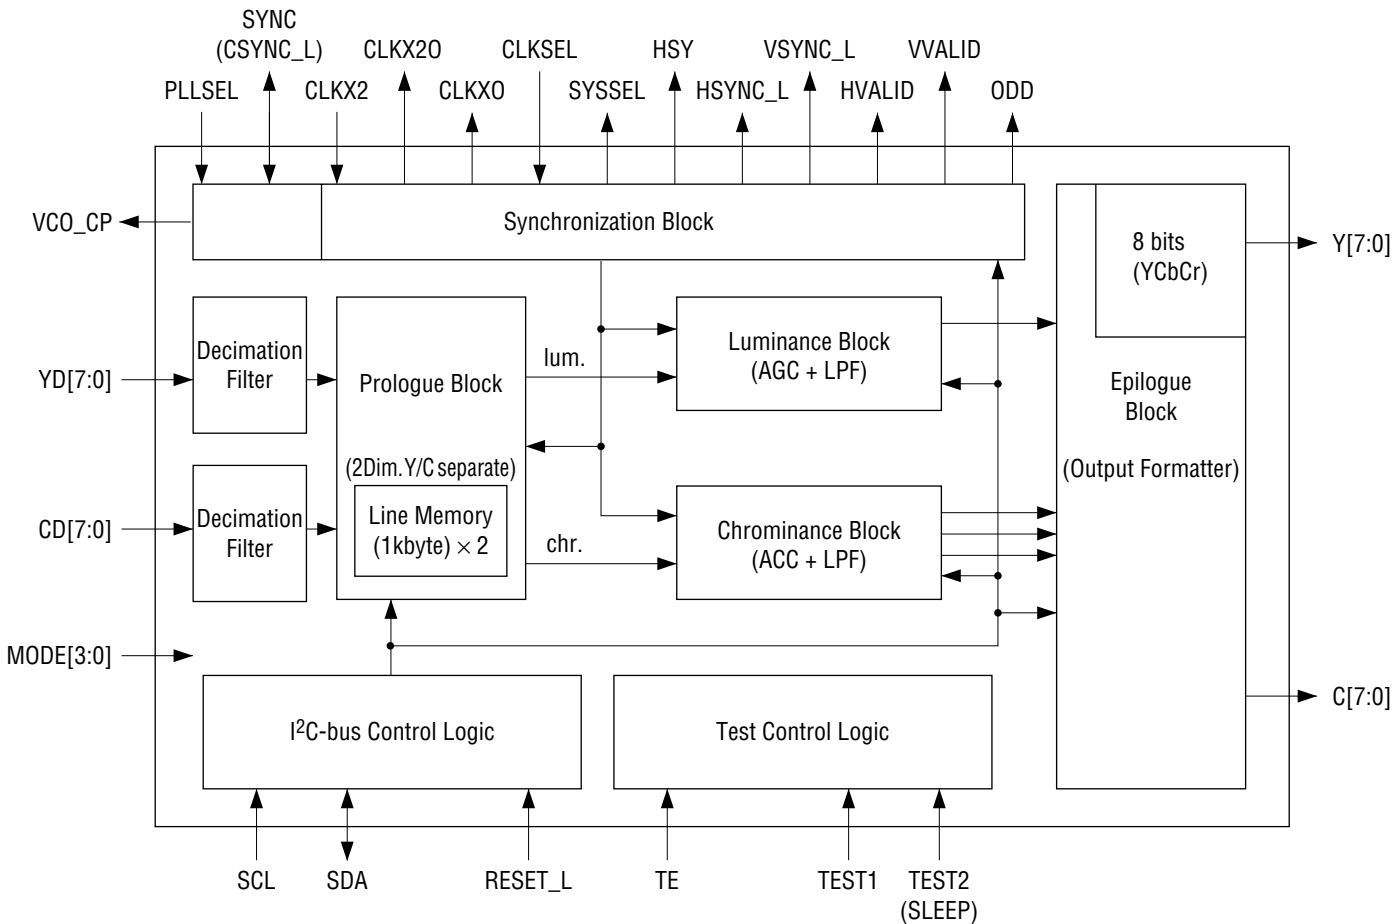 SYNC
(CSYNC_L)
CLKX2O
CLKSEL
HSY
VSYNC_L
VVALID
PLLSEL
CLKX2
CLKXO
SYSSEL
HSYNC_L
HVALID
ODD
VCO_CP
Synchronization Block
8 bits
(YCbCr)
Y[7:0]
YD[7:0]
Decimation
Filter
Prologue Block
lum.
Luminance Block
(AGC + LPF)
Epilogue
Block
(2Dim. Y/C separate)
(Output Formatter)
CD[7:0]
Decimation
Filter
Line Memory
(1kbyte) × 2
chr.
Chrominance Block
(ACC + LPF)
MODE[3:0]
I²C-bus Control Logic
Test Control Logic
C[7:0]
SCL
SDA
RESET_L
TE
TEST1
TEST2
(SLEEP)